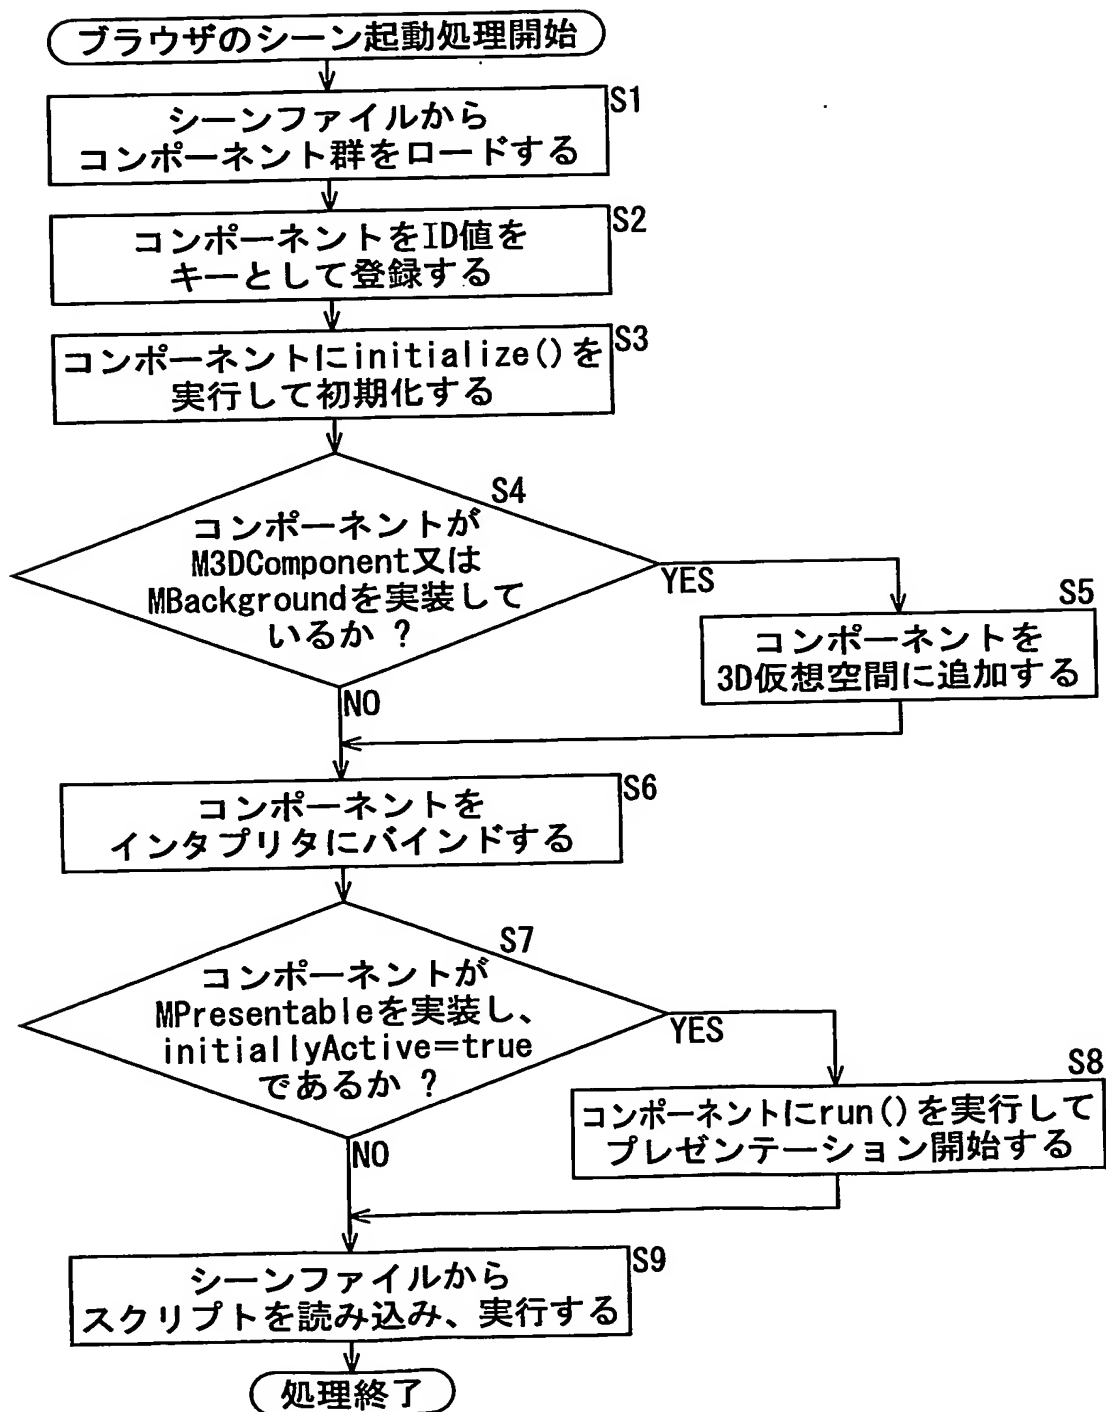 ブラウザのシーン起動処理開始
S1
シーンファイルから
コンポーネント群をロードする
S2
コンポーネントをID値を
キーとして登録する
S3
コンポーネントにinitialize()を
実行して初期化する
S4
コンポーネントが
M3DComponent又は
MBackgroundを実装して
いるか?
YES
NO
S5
コンポーネントを
3D仮想空間に追加する
S6
コンポーネントを
インタプリタにバインドする
S7
コンポーネントが
MPresentableを実装し、
initiallyActive=true
であるか?
YES
NO
S8
コンポーネントにrun()を実行して
プレゼンテーション開始する
S9
シーンファイルから
スクリプトを読み込み、実行する
処理終了